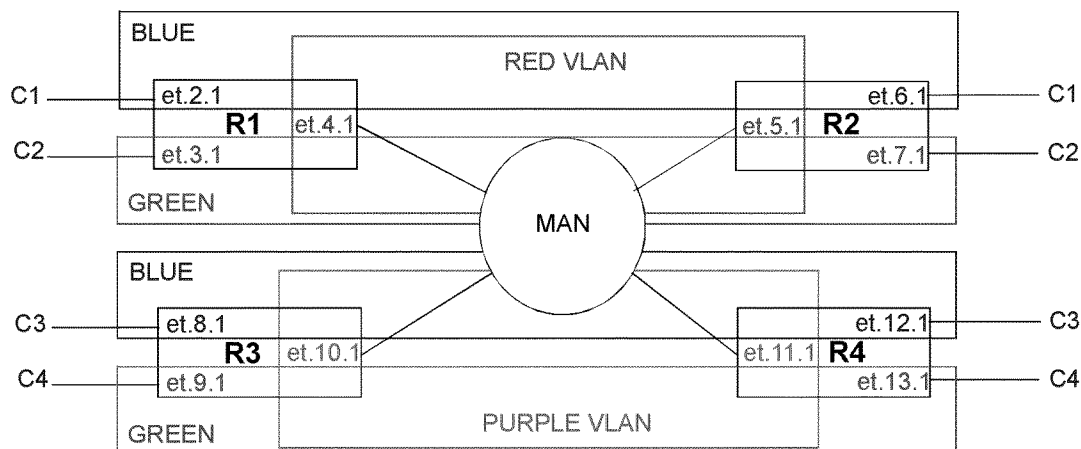 BLUE
RED VLAN
C1 et.2.1 et.6.1 C1
R1 et.4.1 et.5.1 R2
C2 et.3.1 et.7.1 C2
GREEN
MAN
BLUE
C3 et.8.1 et.12.1 C3
R3 et.10.1 et.11.1 R4
C4 et.9.1 et.13.1 C4
PURPLE VLAN
GREEN